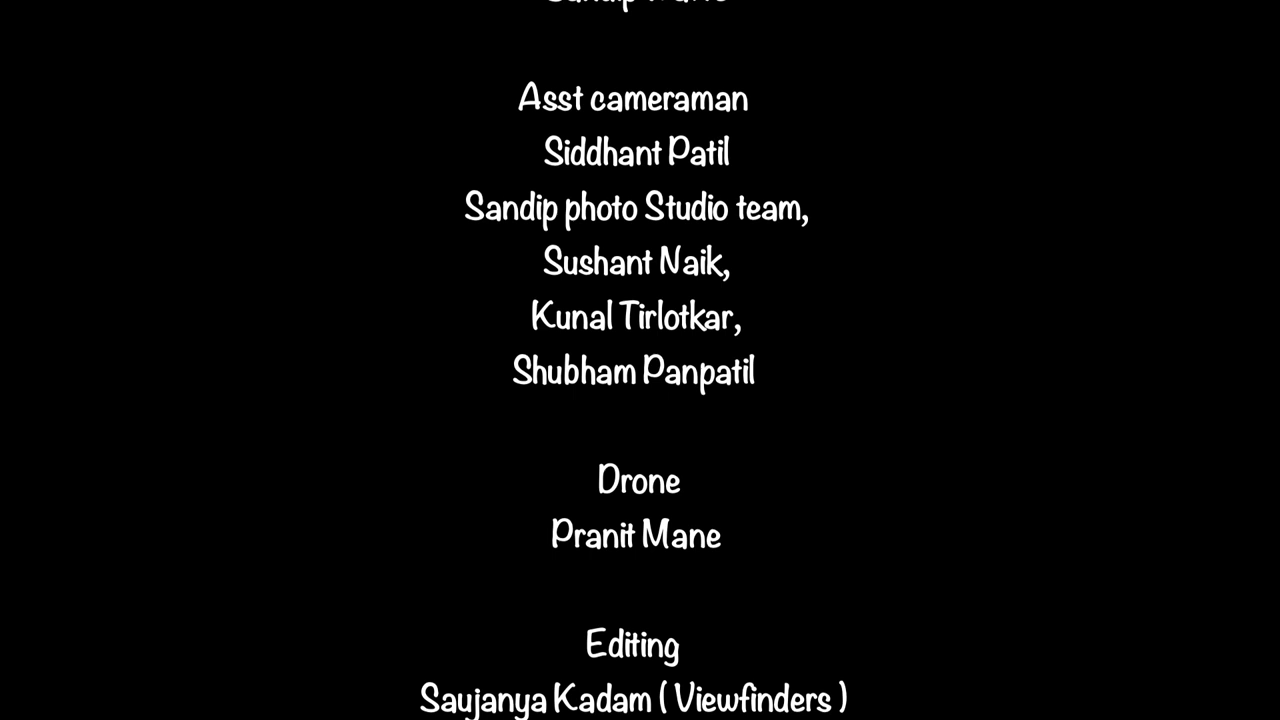 Asst cameraman
Siddhant Patil
Sandip photo Studio team,
Sushant Naik,
Kunal Tirlotkar,
Shubham Panpatil
Drone
Pranit Mane
Editing
Saujanya Kadam ( Viewfinders )